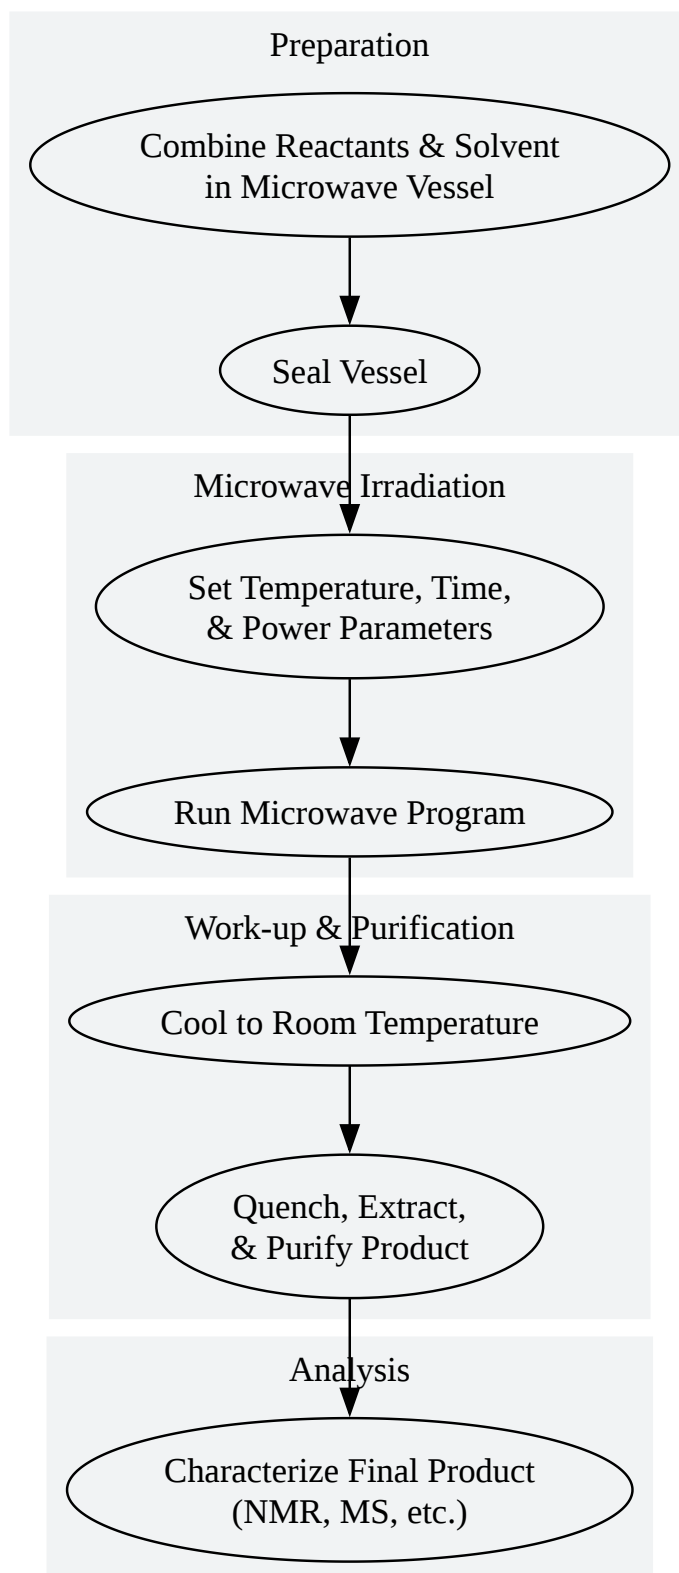 Preparation
Combine Reactants & Solvent
in Microwave Vessel
Seal Vessel
Microwave Irradiation
Set Temperature, Time,
& Power Parameters
Run Microwave Program
Work-up & Purification
Cool to Room Temperature
Quench, Extract,
& Purify Product
Analysis
Characterize Final Product
(NMR, MS, etc.)